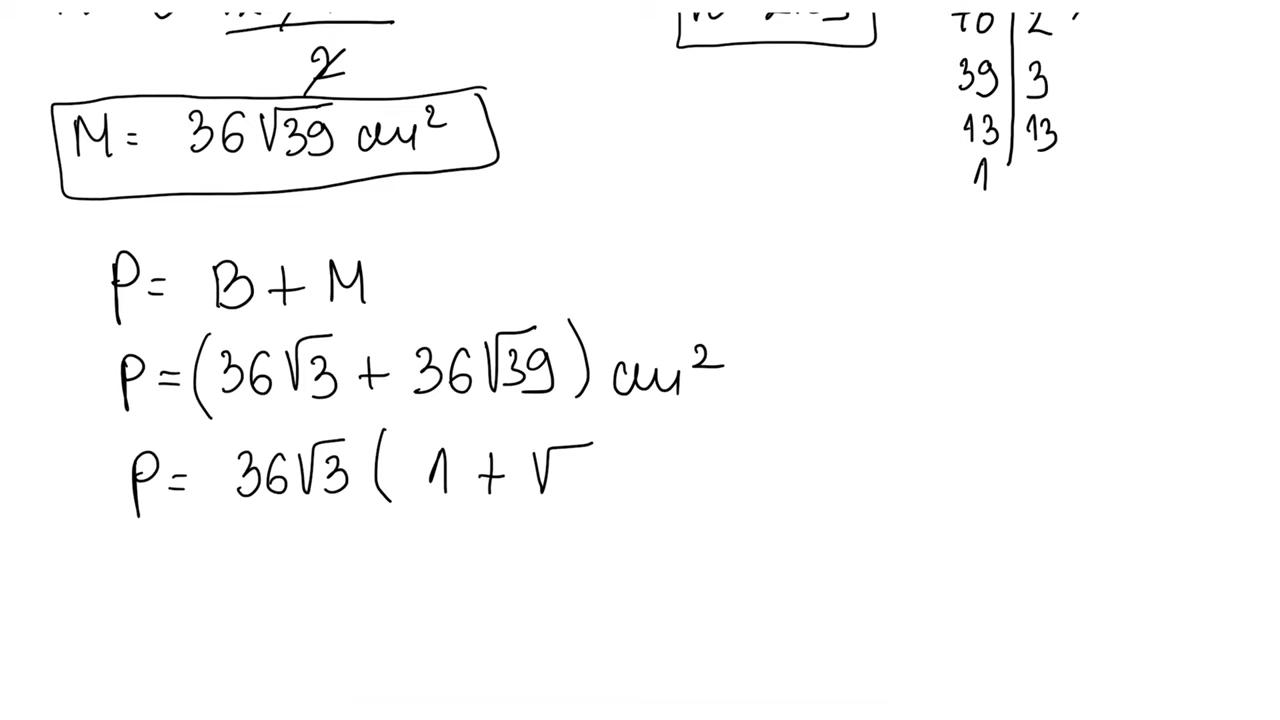 2
M = 36√39 cm²
39 | 3
13 | 13
1
P = B + M
P = (36√3 + 36√39) cm²
P = 36√3 ( 1 + √